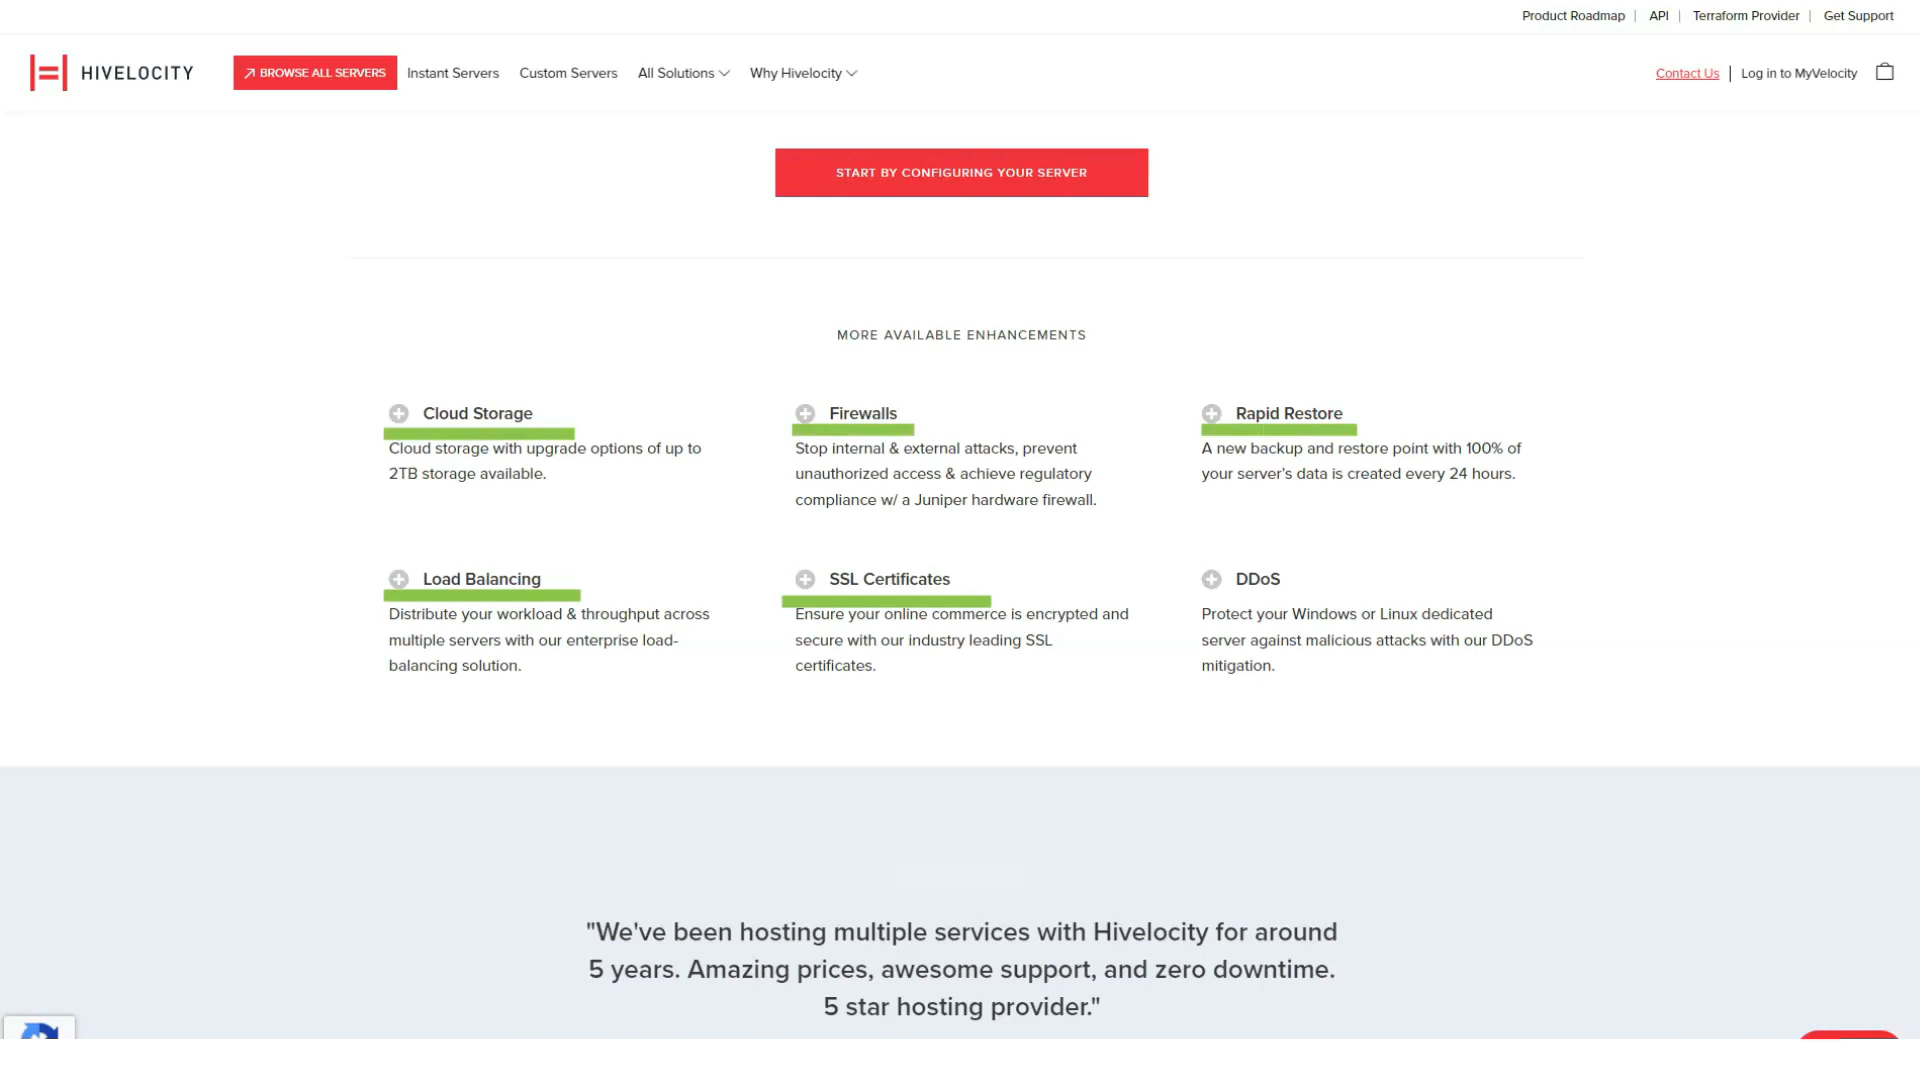 Product Roadmap | API | Terraform Provider | Get Support
HIVELOCITY BROWSE ALL SERVERS Instant Servers Custom Servers All Solutions Why Hivelocity Contact Us | Log in to MyVelocity
START BY CONFIGURING YOUR SERVER
MORE AVAILABLE ENHANCEMENTS
Cloud Storage
Cloud storage with upgrade options of up to
2TB storage available.
Firewalls
Stop internal & external attacks, prevent
unauthorized access & achieve regulatory
compliance w/ a Juniper hardware firewall.
Rapid Restore
A new backup and restore point with 100% of
your server's data is created every 24 hours.
Load Balancing
Distribute your workload & throughput across
multiple servers with our enterprise load-
balancing solution.
SSL Certificates
Ensure your online commerce is encrypted and
secure with our industry leading SSL
certificates.
DDoS
Protect your Windows or Linux dedicated
server against malicious attacks with our DDoS
mitigation.
"We've been hosting multiple services with Hivelocity for around
5 years. Amazing prices, awesome support, and zero downtime.
5 star hosting provider."